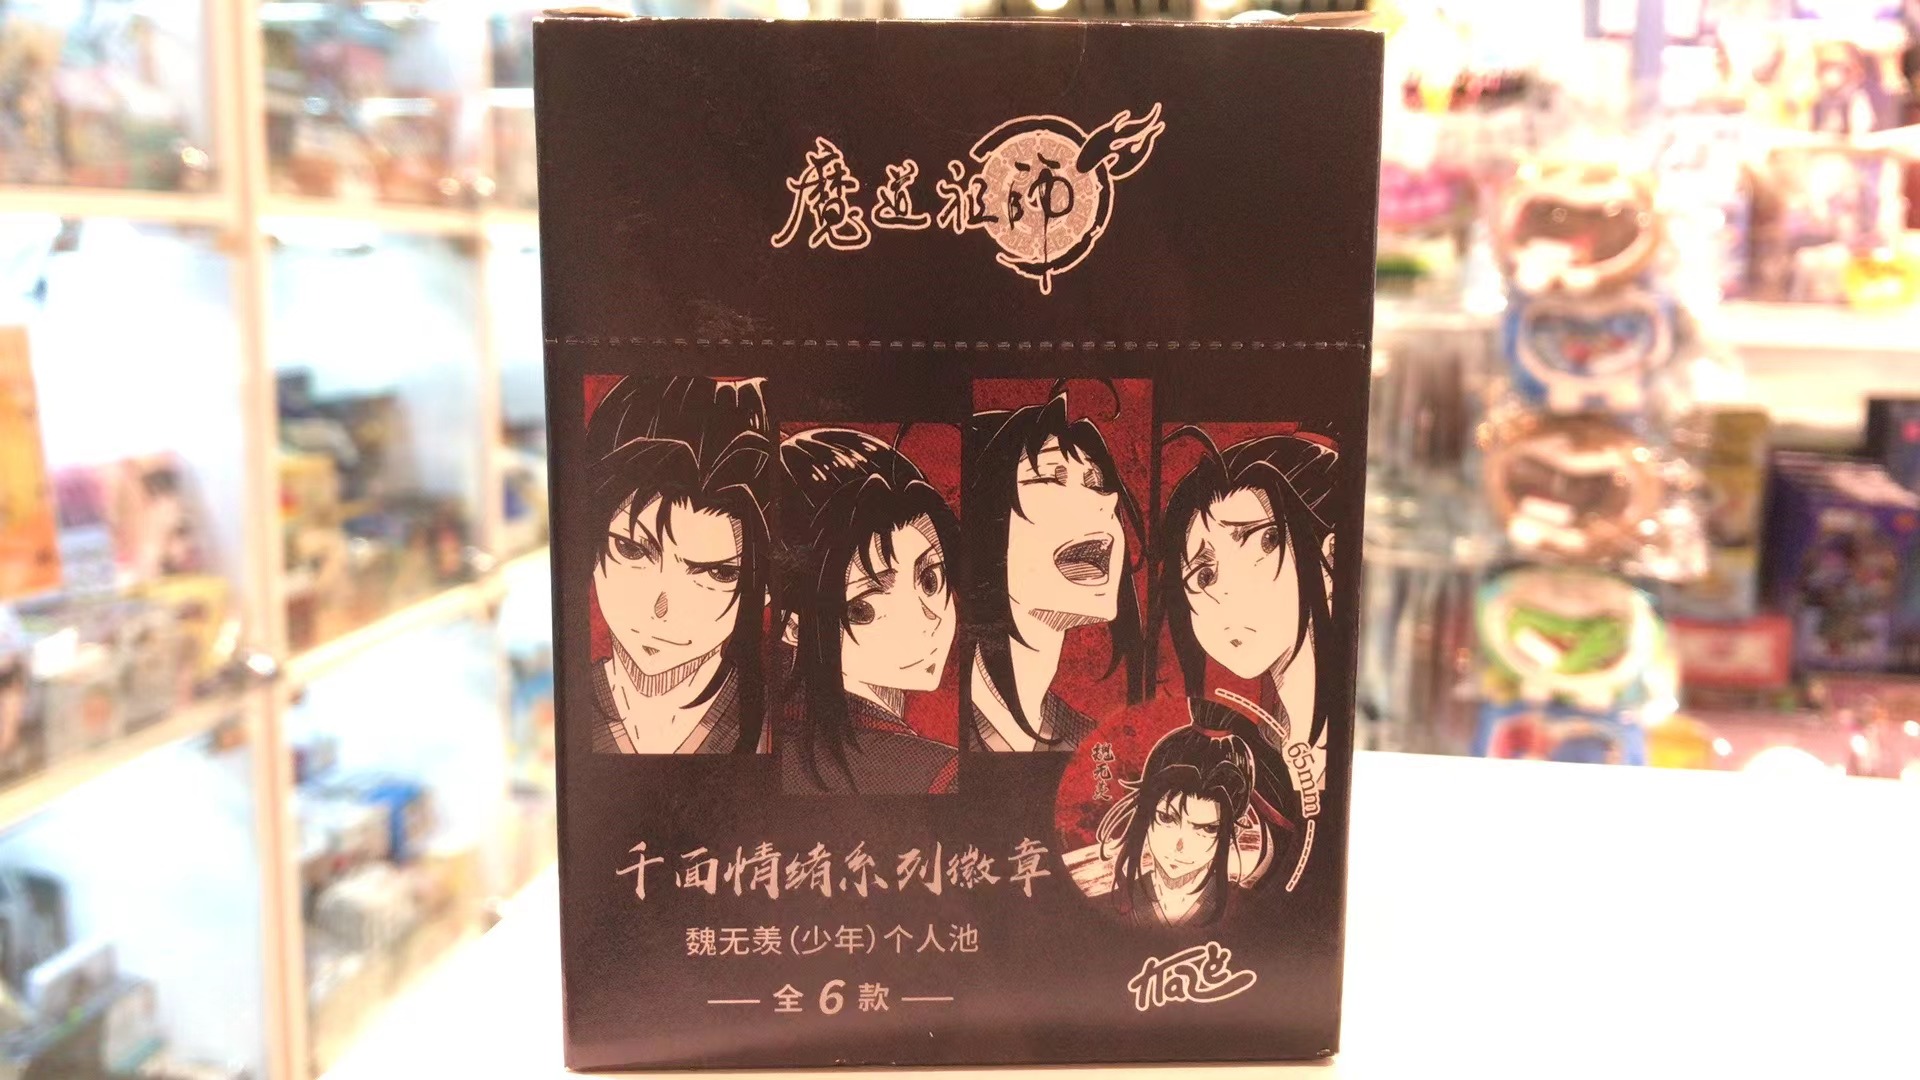 魔道祖師
魏无羡
65mm
千面情绪系列徽章
魏无羡(少年)个人池
全6款